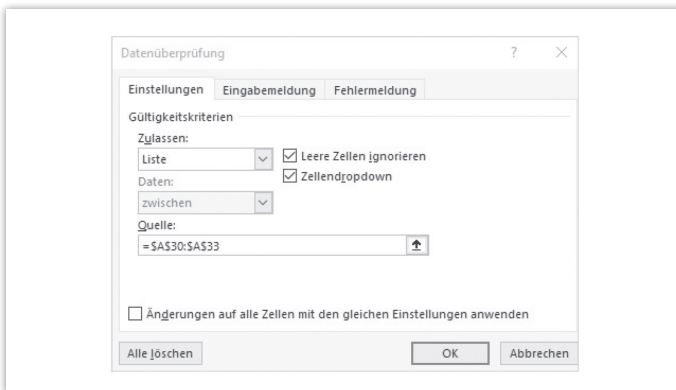 Datenüberprüfung ? ×
Einstellungen Eingabemeldung Fehlermeldung
Gültigkeitskriterien
Zulassen:
Liste
Leere Zellen ignorieren
Zellendropdown
Daten:
zwischen
Quelle:
=$A$30:$A$33
Änderungen auf alle Zellen mit den gleichen Einstellungen anwenden
Alle löschen OK Abbrechen